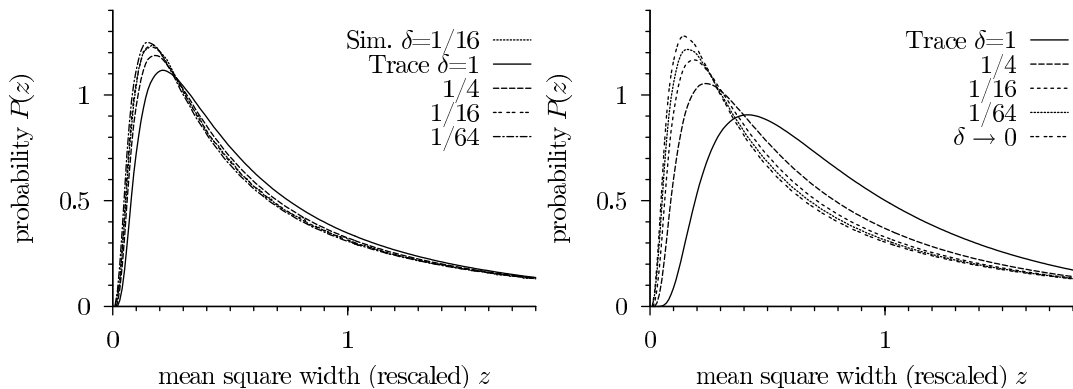 probability P(z)
1
0.5
0
0
1
mean square width (rescaled) z
Sim. δ=1/16
Trace δ=1
1/4
1/16
1/64
probability P(z)
1
0.5
0
0
1
mean square width (rescaled) z
Trace δ=1
1/4
1/16
1/64
δ → 0